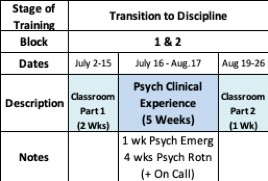 Stage of Training
Transition to Discipline
Block
1 & 2
Dates
July 2-15
July 16 - Aug.17
Aug 19-26
Description
Classroom
Part 1
(2 Wks)
Psych Clinical
Experience
(5 Weeks)
Classroom
Part 2
(1 Wk)
Notes
1 wk Psych Emerg
4 wks Psych Rotn
(+ On Call)